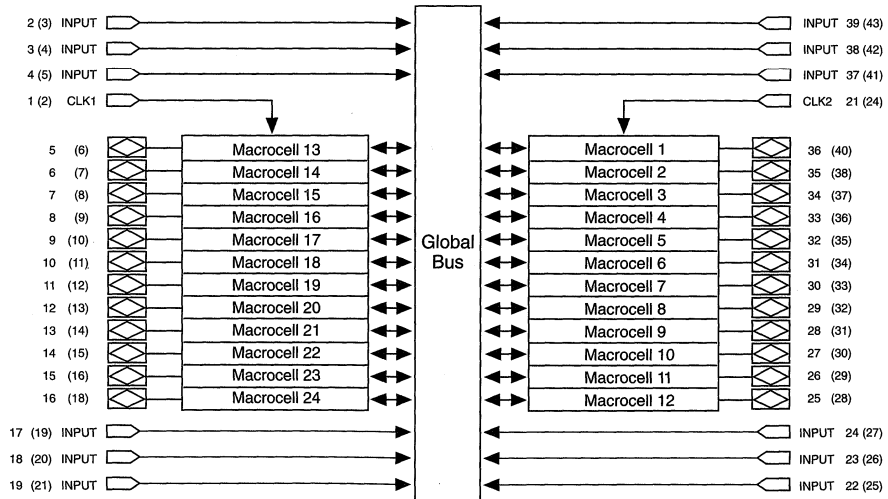 2 (3) INPUT INPUT 39 (43)
3 (4) INPUT INPUT 38 (42)
4 (5) INPUT INPUT 37 (41)
1 (2) CLK1 CLK2 21 (24)
5 (6) Macrocell 13 Macrocell 1 36 (40)
6 (7) Macrocell 14 Macrocell 2 35 (38)
7 (8) Macrocell 15 Macrocell 3 34 (37)
8 (9) Macrocell 16 Macrocell 4 33 (36)
9 (10) Macrocell 17 Global Macrocell 5 32 (35)
10 (11) Macrocell 18 Bus Macrocell 6 31 (34)
11 (12) Macrocell 19 Macrocell 7 30 (33)
12 (13) Macrocell 20 Macrocell 8 29 (32)
13 (14) Macrocell 21 Macrocell 9 28 (31)
14 (15) Macrocell 22 Macrocell 10 27 (30)
15 (16) Macrocell 23 Macrocell 11 26 (29)
16 (18) Macrocell 24 Macrocell 12 25 (28)
17 (19) INPUT INPUT 24 (27)
18 (20) INPUT INPUT 23 (26)
19 (21) INPUT INPUT 22 (25)